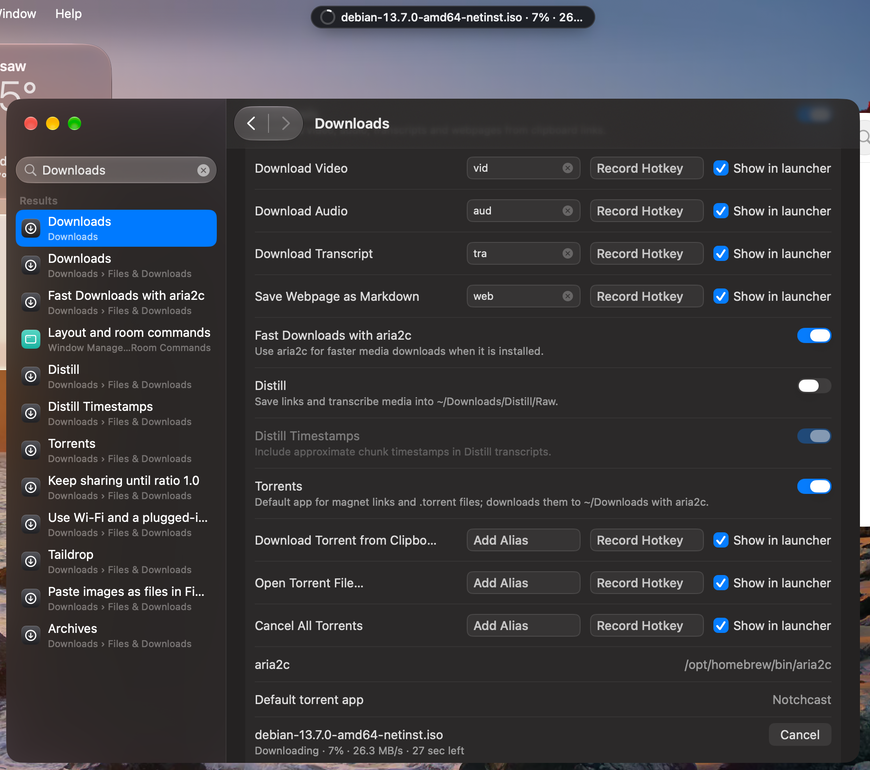 Window Help
debian-13.7.0-amd64-netinst.iso · 7% · 26...
saw
5°
Downloads
Downloads
Results
Downloads
Downloads
Downloads
Downloads › Files & Downloads
Fast Downloads with aria2c
Downloads › Files & Downloads
Layout and room commands
Window Manage...Room Commands
Distill
Downloads › Files & Downloads
Distill Timestamps
Downloads › Files & Downloads
Torrents
Downloads › Files & Downloads
Keep sharing until ratio 1.0
Downloads › Files & Downloads
Use Wi-Fi and a plugged-i...
Downloads › Files & Downloads
Taildrop
Downloads › Files & Downloads
Paste images as files in Fi...
Downloads › Files & Downloads
Archives
Downloads › Files & Downloads
Download Video vid Record Hotkey Show in launcher
Download Audio aud Record Hotkey Show in launcher
Download Transcript tra Record Hotkey Show in launcher
Save Webpage as Markdown web Record Hotkey Show in launcher
Fast Downloads with aria2c
Use aria2c for faster media downloads when it is installed.
Distill
Save links and transcribe media into ~/Downloads/Distill/Raw.
Distill Timestamps
Include approximate chunk timestamps in Distill transcripts.
Torrents
Default app for magnet links and .torrent files; downloads them to ~/Downloads with aria2c.
Download Torrent from Clipbo... Add Alias Record Hotkey Show in launcher
Open Torrent File... Add Alias Record Hotkey Show in launcher
Cancel All Torrents Add Alias Record Hotkey Show in launcher
aria2c /opt/homebrew/bin/aria2c
Default torrent app Notchcast
debian-13.7.0-amd64-netinst.iso Cancel
Downloading · 7% · 26.3 MB/s · 27 sec left